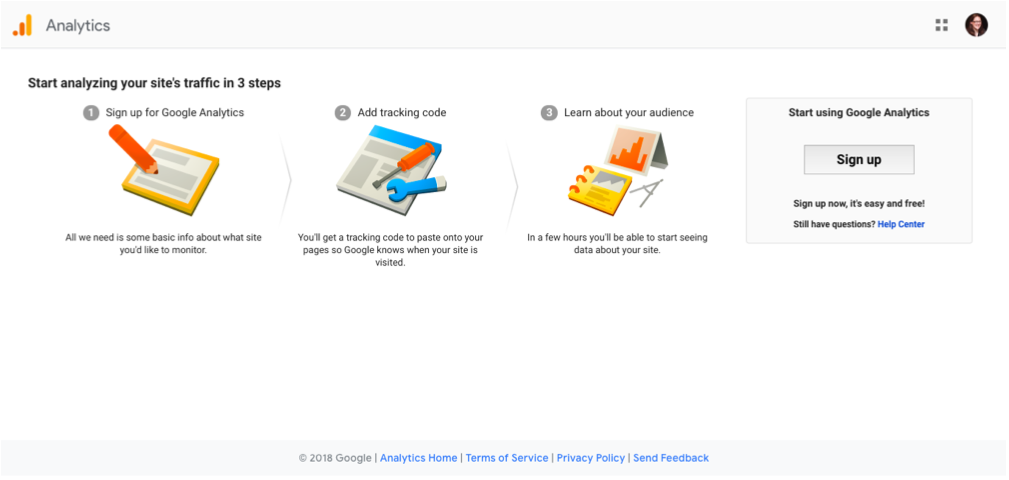 Analytics
Start analyzing your site's traffic in 3 steps
1 Sign up for Google Analytics
All we need is some basic info about what site
you'd like to monitor.
2 Add tracking code
You'll get a tracking code to paste onto your
pages so Google knows when your site is
visited.
3 Learn about your audience
In a few hours you'll be able to start seeing
data about your site.
Start using Google Analytics
Sign up
Sign up now, it's easy and free!
Still have questions? Help Center
© 2018 Google | Analytics Home | Terms of Service | Privacy Policy | Send Feedback